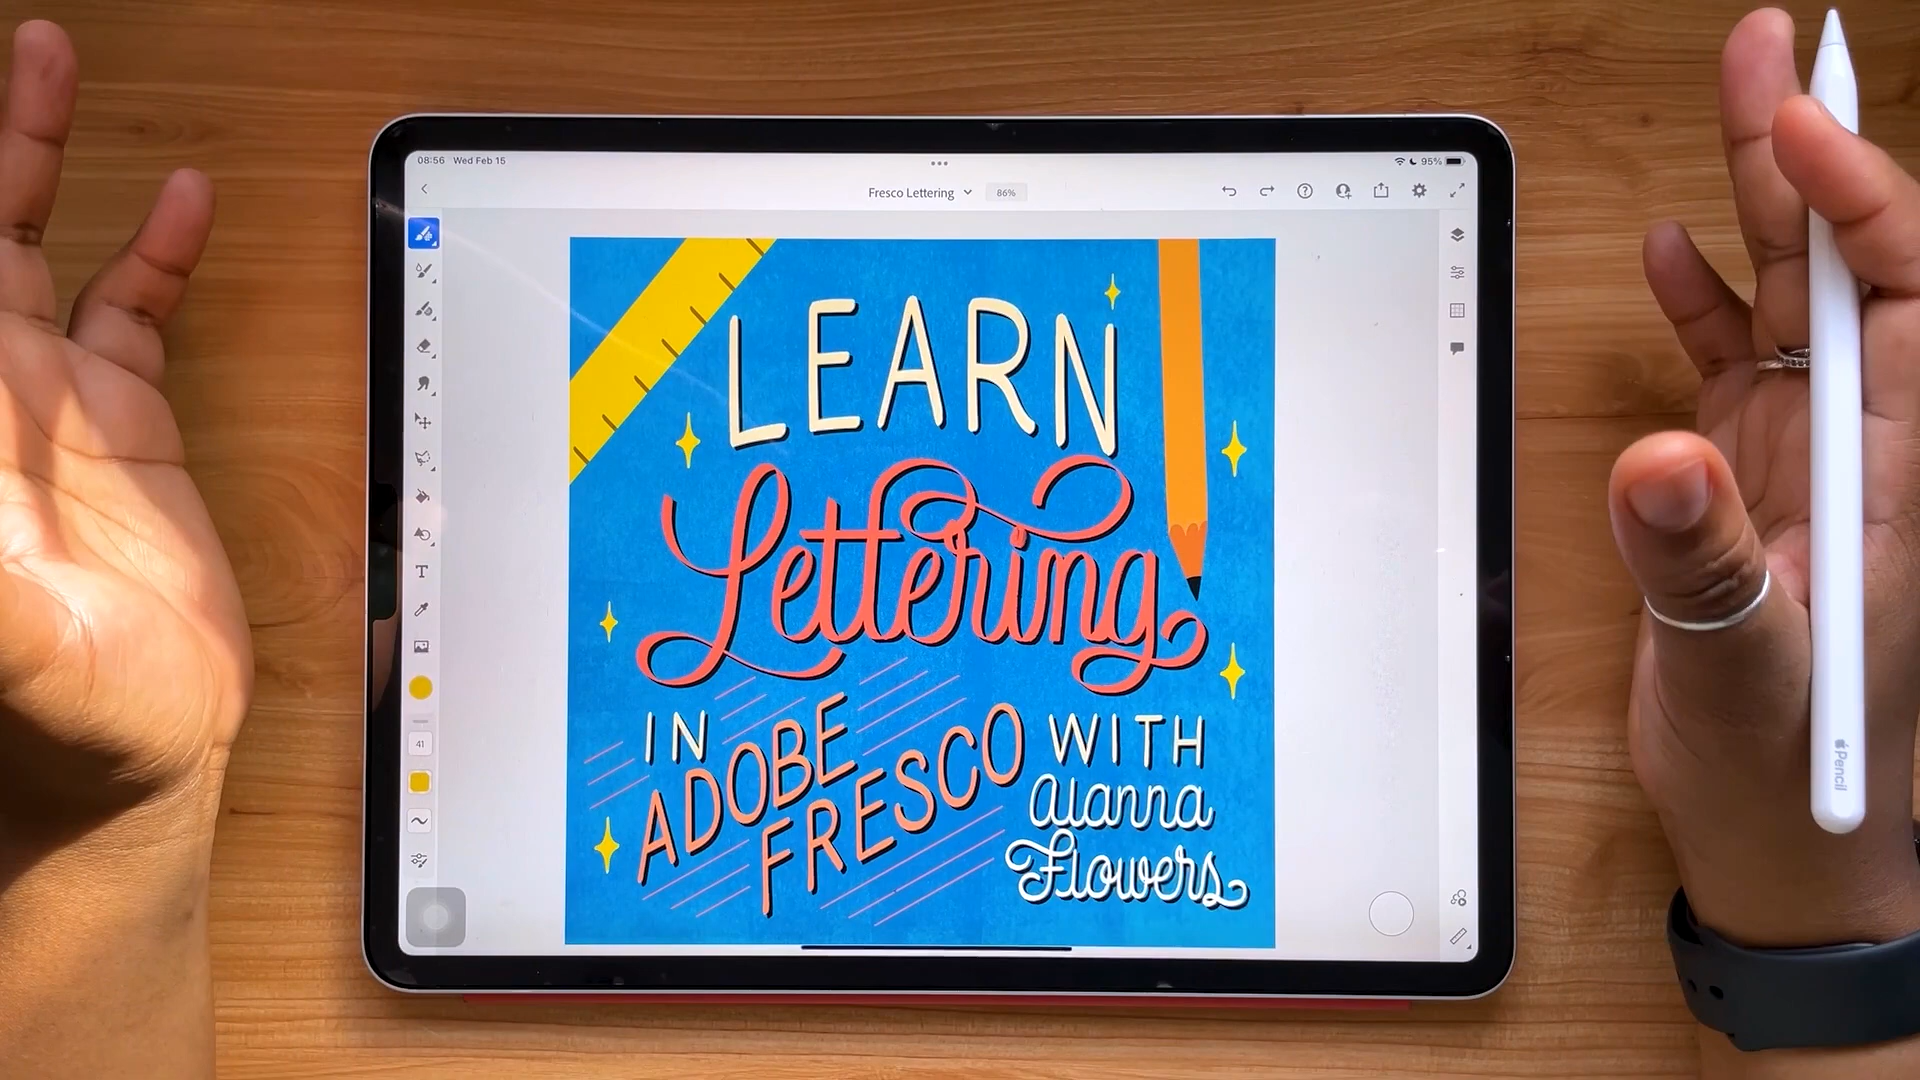 08:56 Wed Feb 15
95%
Fresco Lettering
86%
LEARN
Lettering
IN
ADOBE
FRESCO
WITH
Alanna
Flowers
T
41
Pencil